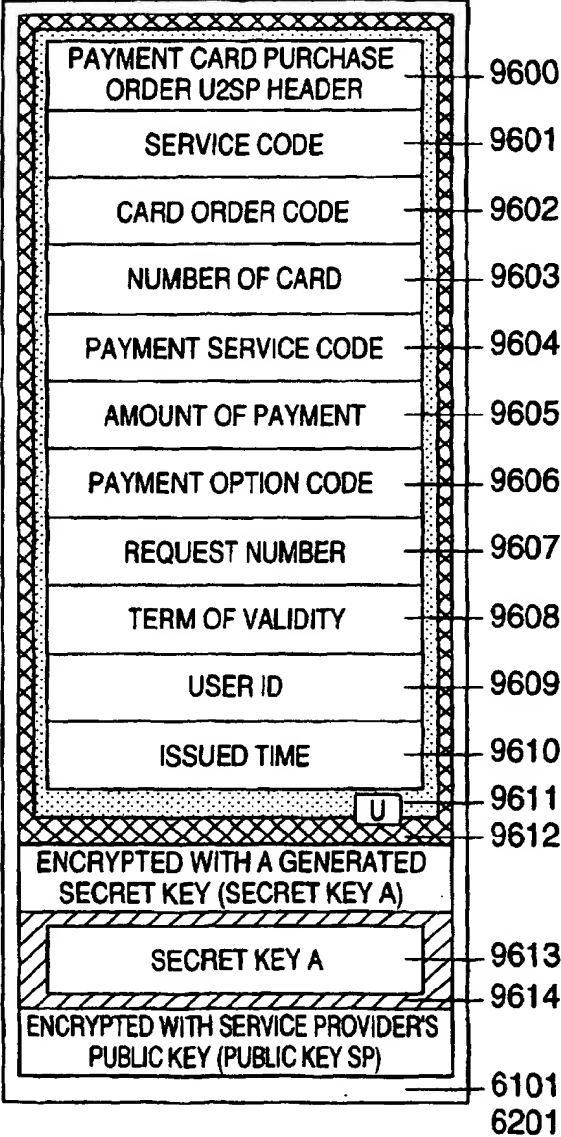 PAYMENT CARD PURCHASE
ORDER U2SP HEADER
9600
SERVICE CODE
9601
CARD ORDER CODE
9602
NUMBER OF CARD
9603
PAYMENT SERVICE CODE
9604
AMOUNT OF PAYMENT
9605
PAYMENT OPTION CODE
9606
REQUEST NUMBER
9607
TERM OF VALIDITY
9608
USER ID
9609
ISSUED TIME
9610
U
9611
9612
ENCRYPTED WITH A GENERATED
SECRET KEY (SECRET KEY A)
SECRET KEY A
9613
9614
ENCRYPTED WITH SERVICE PROVIDER'S
PUBLIC KEY (PUBLIC KEY SP)
6101
6201